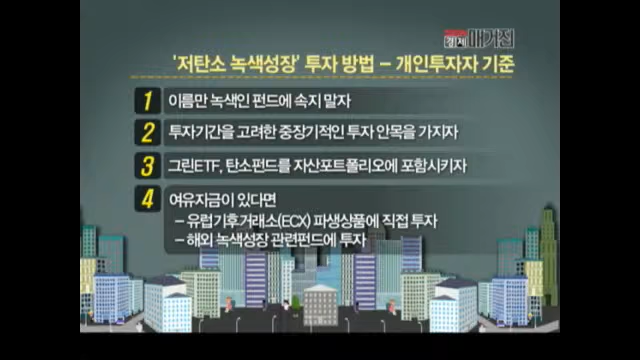 경제매거진
'저탄소 녹색성장' 투자 방법 – 개인투자자 기준
1 이름만 녹색인 펀드에 속지 말자
2 투자기간을 고려한 중장기적인 투자 안목을 가지자
3 그린ETF, 탄소펀드를 자산포트폴리오에 포함시키자
4 여유자금이 있다면
– 유럽기후거래소(ECX) 파생상품에 직접 투자
– 해외 녹색성장 관련펀드에 투자